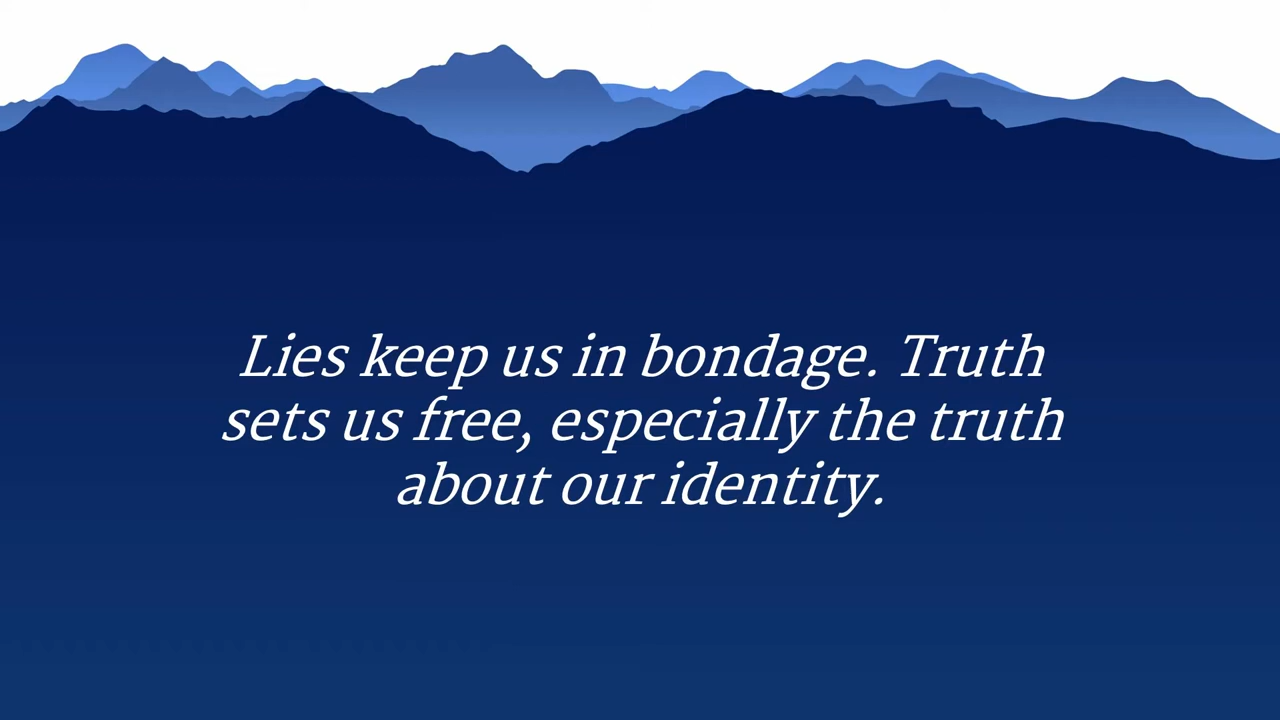 Lies keep us in bondage. Truth
sets us free, especially the truth
about our identity.